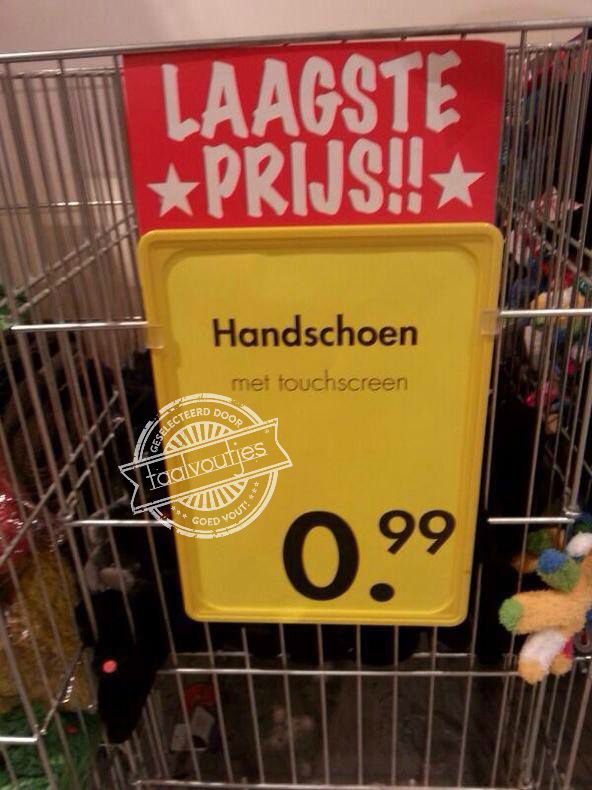 LAAGSTE
PRIJS!!
Handschoen
met touchscreen
GESELECTEERD DOOR
taalvoutjes
GOED VOUT!
0.99